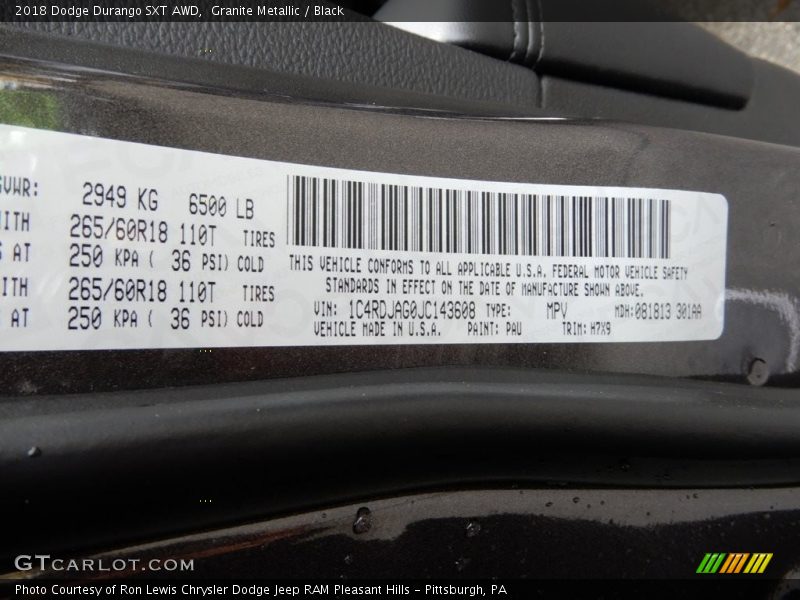 2018 Dodge Durango SXT AWD,  Granite Metallic / Black
GVWR: 2949 KG 6500 LB
WITH 265/60R18 110T TIRES
AT 250 KPA ( 36 PSI) COLD
WITH 265/60R18 110T TIRES
AT 250 KPA ( 36 PSI) COLD
THIS VEHICLE CONFORMS TO ALL APPLICABLE U.S.A. FEDERAL MOTOR VEHICLE SAFETY
STANDARDS IN EFFECT ON THE DATE OF MANUFACTURE SHOWN ABOVE.
VIN: 1C4RDJAG0JC143608 TYPE: MPV MDH:081813 301AA
VEHICLE MADE IN U.S.A. PAINT: PAU TRIM: H7X9
GTCARLOT.COM
Photo Courtesy of Ron Lewis Chrysler Dodge Jeep RAM Pleasant Hills - Pittsburgh, PA